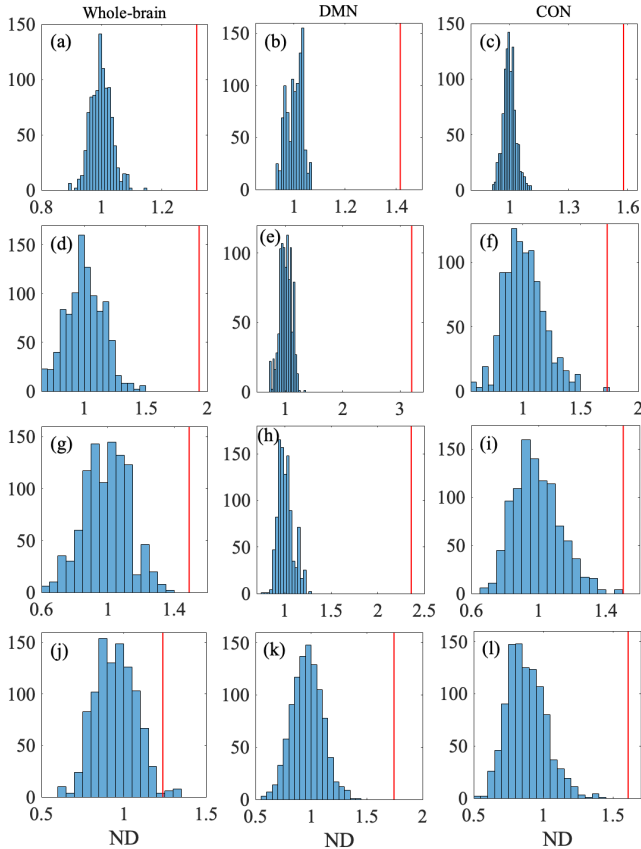 Whole-brain DMN CON
(a) (b) (c)
150 150 150
100 100 100
50 50 50
0 0 0
0.8 1 1.2 1 1.2 1.4 1 1.3 1.6
(d) (e) (f)
150 100 100
100 50 50
50 0 0
0
1 1.5 2 1 2 3 1 1.5 2
(g) (h) (i)
150 150 150
100 100 100
50 50 50
0 0 0
0.6 1 1.4 1 1.5 2 2.5 0.6 1 1.4
(j) (k) (l)
150 150 150
100 100 100
50 50 50
0 0 0
0.5 1 1.5 0.5 1 1.5 2 0.5 1 1.5
ND ND ND